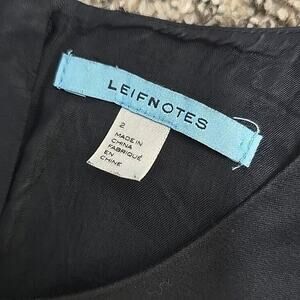 LEIFNOTES
2
MADE IN
CHINA
FABRIQUÉ
EN
CHINE